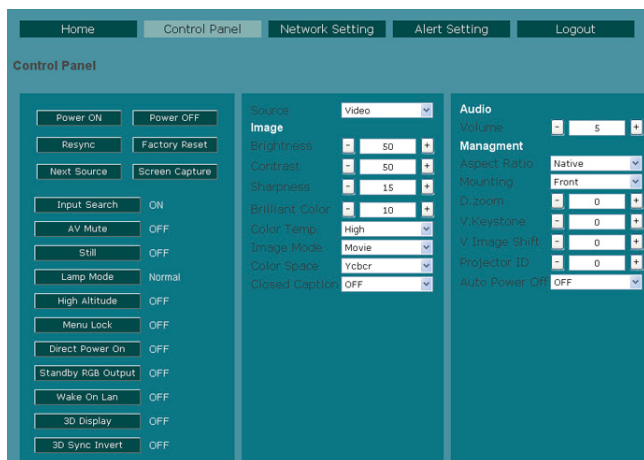 Home Control Panel Network Setting Alert Setting Logout
Control Panel
Power ON Power OFF
Resync Factory Reset
Next Source Screen Capture
Input Search ON
AV Mute OFF
Still OFF
Lamp Mode Normal
High Altitude OFF
Menu Lock OFF
Direct Power On OFF
Standby RGB Output OFF
Wake On Lan OFF
3D Display OFF
3D Sync Invert OFF
Source Video
Image
Brightness - 50 +
Contrast - 50 +
Sharpness - 15 +
Brilliant Color - 10 +
Color Temp. High
Image Mode Movie
Color Space Ycbcr
Closed Caption OFF
Audio
Volume - 5 +
Managment
Aspect Ratio Native
Mounting Front
D.zoom - 0 +
V.Keystone - 0 +
V Image Shift - 0 +
Projector ID - 0 +
Auto Power Off OFF